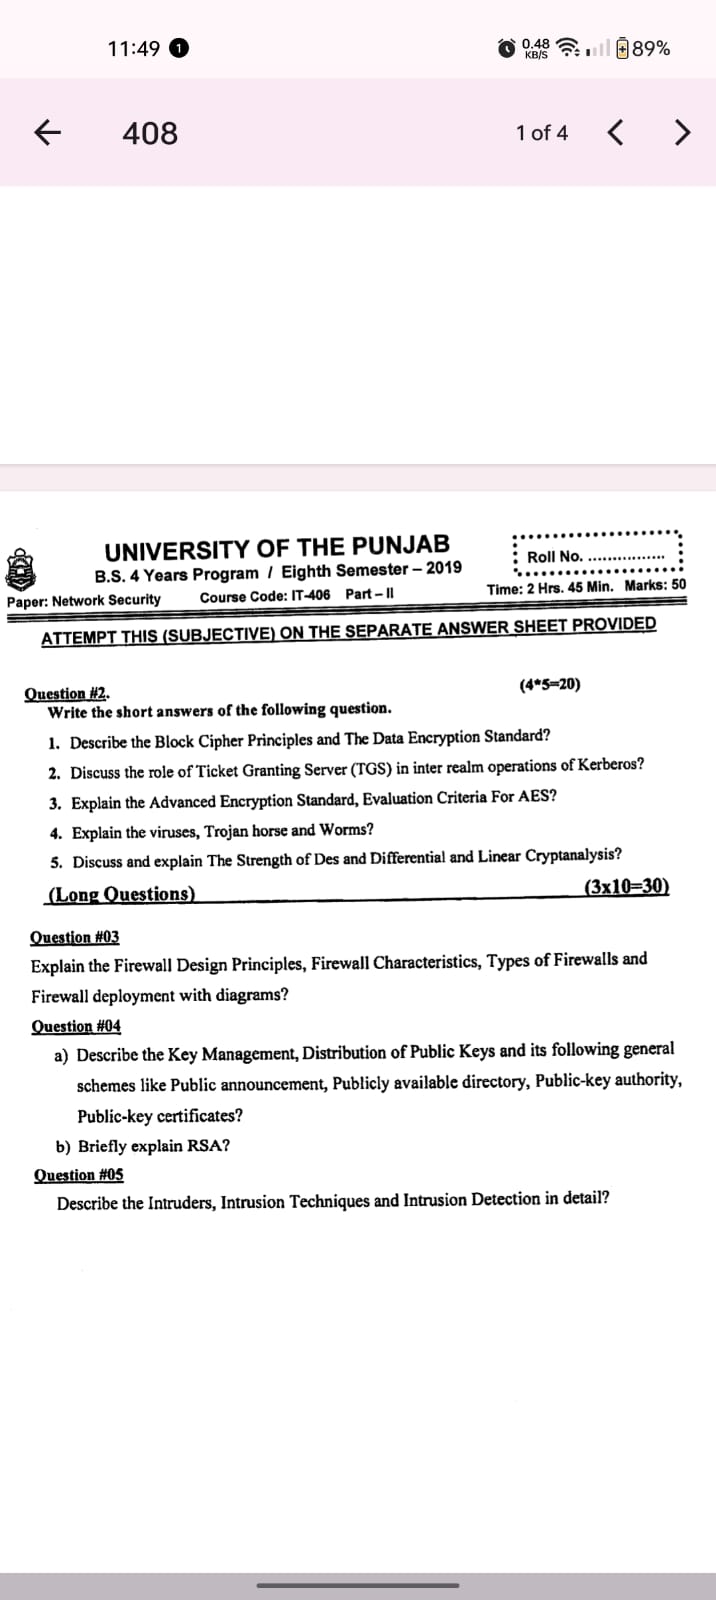 11:49 1 0.48 KB/S 89%
408 1 of 4
UNIVERSITY OF THE PUNJAB
B.S. 4 Years Program / Eighth Semester – 2019
Roll No. ................
Paper: Network Security Course Code: IT-406 Part – II Time: 2 Hrs. 45 Min. Marks: 50
ATTEMPT THIS (SUBJECTIVE) ON THE SEPARATE ANSWER SHEET PROVIDED
Question #2. (4*5=20)
Write the short answers of the following question.
1. Describe the Block Cipher Principles and The Data Encryption Standard?
2. Discuss the role of Ticket Granting Server (TGS) in inter realm operations of Kerberos?
3. Explain the Advanced Encryption Standard, Evaluation Criteria For AES?
4. Explain the viruses, Trojan horse and Worms?
5. Discuss and explain The Strength of Des and Differential and Linear Cryptanalysis?
(Long Questions) (3x10=30)
Question #03
Explain the Firewall Design Principles, Firewall Characteristics, Types of Firewalls and
Firewall deployment with diagrams?
Question #04
a) Describe the Key Management, Distribution of Public Keys and its following general
schemes like Public announcement, Publicly available directory, Public-key authority,
Public-key certificates?
b) Briefly explain RSA?
Question #05
Describe the Intruders, Intrusion Techniques and Intrusion Detection in detail?